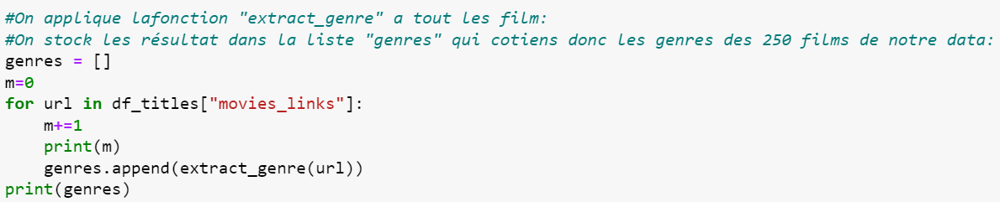 #On applique lafonction "extract_genre" a tout les film:
#On stock les résultat dans la liste "genres" qui cotiens donc les genres des 250 films de notre data:
genres = []
m=0
for url in df_titles["movies_links"]:
    m+=1
    print(m)
    genres.append(extract_genre(url))
print(genres)